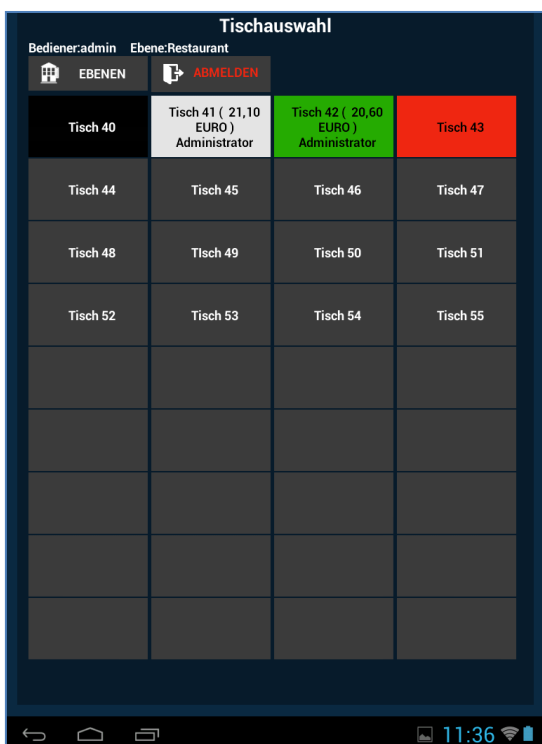 Tischauswahl
Bediener:admin Ebene:Restaurant
EBENEN
ABMELDEN
Tisch 40
Tisch 41 ( 21,10
EURO )
Administrator
Tisch 42 ( 20,60
EURO )
Administrator
Tisch 43
Tisch 44
Tisch 45
Tisch 46
Tisch 47
Tisch 48
TIsch 49
Tisch 50
Tisch 51
Tisch 52
Tisch 53
Tisch 54
Tisch 55
11:36